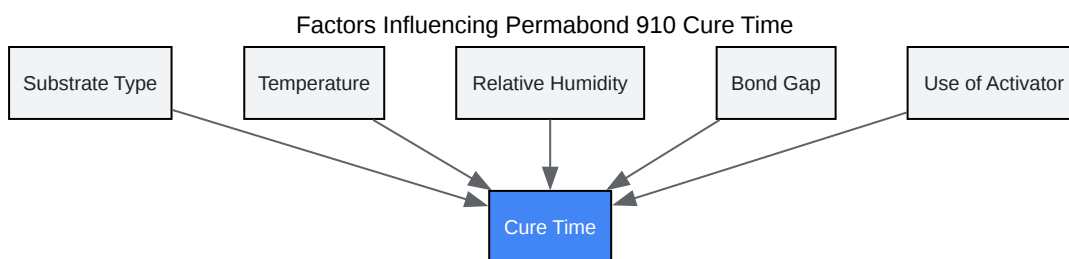 Factors Influencing Permabond 910 Cure Time
Substrate Type
Temperature
Relative Humidity
Bond Gap
Use of Activator
Cure Time